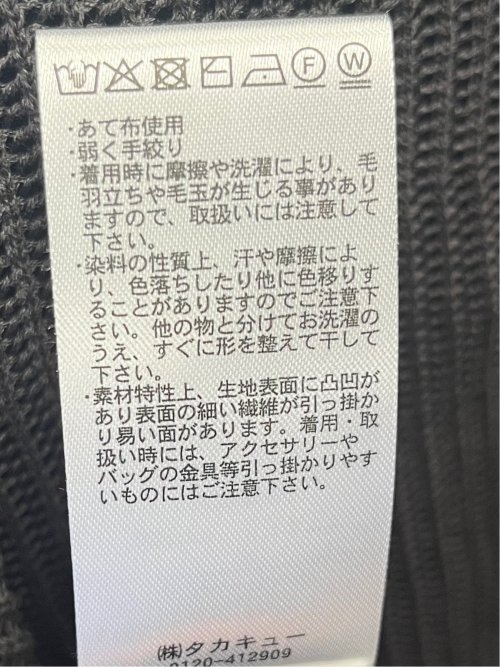 F W
・あて布使用
・弱く手絞り
・着用時に摩擦や洗濯により、毛
羽立ちや毛玉が生じる事があり
ますので、取扱いには注意して
下さい。
・染料の性質上、汗や摩擦によ
り、色落ちしたり他に色移りす
ることがありますのでご注意下
さい。他の物と分けてお洗濯の
うえ、すぐに形を整えて干して
下さい。
・素材特性上、生地表面に凸凹が
あり表面の細い繊維が引っ掛か
り易い面があります。着用・取
扱い時には、アクセサリーや
バッグの金具等引っ掛かりやす
いものにはご注意下さい。
(株)タカキュー
0120-412909